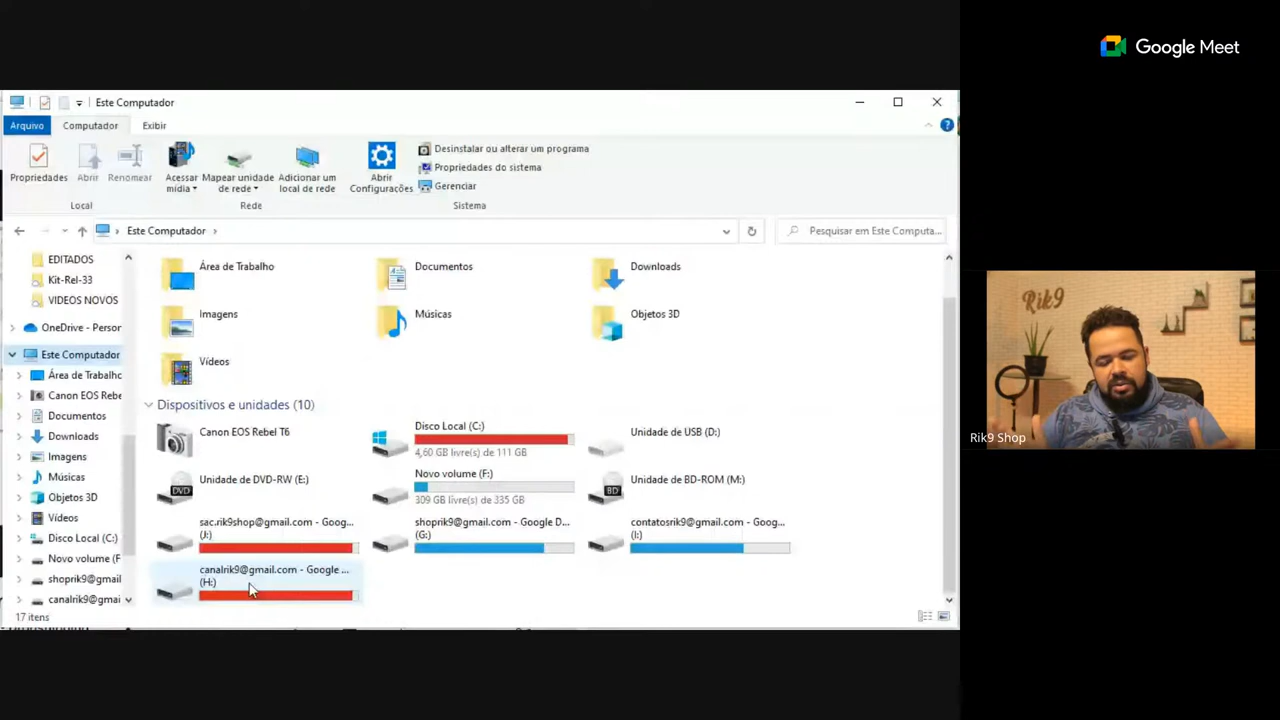 Google Meet
Este Computador
Arquivo
Computador
Exibir
Propriedades
Abrir
Renomear
Acessar mídia
Mapear unidade de rede
Adicionar um local de rede
Abrir Configurações
Desinstalar ou alterar um programa
Propriedades do sistema
Gerenciar
Local
Rede
Sistema
Este Computador
Pesquisar em Este Computa...
EDITADOS
Kit-Rel-33
VIDEOS NOVOS
OneDrive - Person
Este Computador
Área de Trabalho
Canon EOS Rebe
Documentos
Downloads
Imagens
Músicas
Objetos 3D
Vídeos
Disco Local (C:)
Novo volume (F
shoprik9@gmail
canalrik9@gmai
Área de Trabalho
Documentos
Downloads
Imagens
Músicas
Objetos 3D
Vídeos
Dispositivos e unidades (10)
Canon EOS Rebel T6
Disco Local (C:)
4,60 GB livre(s) de 111 GB
Unidade de USB (D:)
Unidade de DVD-RW (E:)
DVD
Novo volume (F:)
309 GB livre(s) de 335 GB
Unidade de BD-ROM (M:)
BD
sac.rik9shop@gmail.com - Goog...
(J:)
shoprik9@gmail.com - Google D...
(G:)
contatosrik9@gmail.com - Goog...
(I:)
canalrik9@gmail.com - Google ...
(H:)
17 itens
Rik9
Rik9 Shop